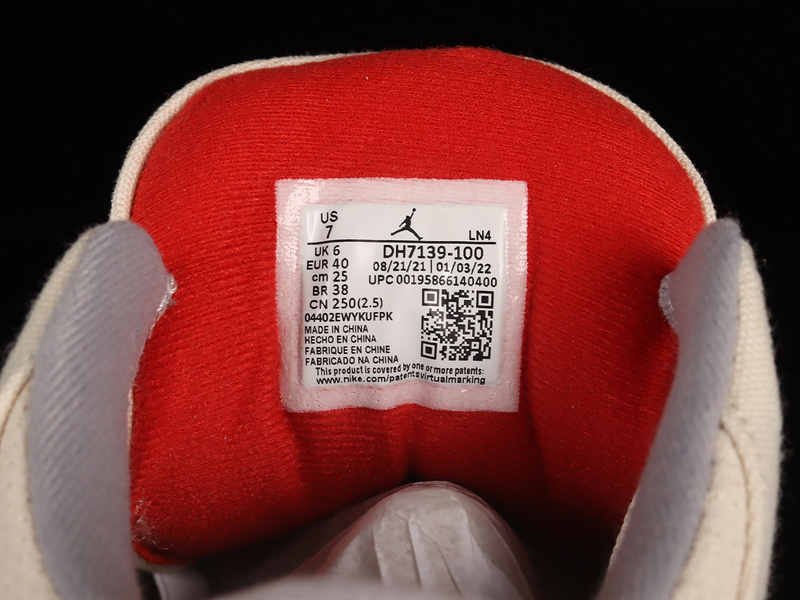 US
7
LN4
UK 6
EUR 40
cm 25
BR 38
CN 250(2.5)
DH7139-100
08/21/21 | 01/03/22
UPC 00195866140400
04402EWYKUFPK
MADE IN CHINA
HECHO EN CHINA
FABRIQUE EN CHINE
FABRICADO NA CHINA
This product is covered by one or more patents:
www.nike.com/patentsvirtualmarking